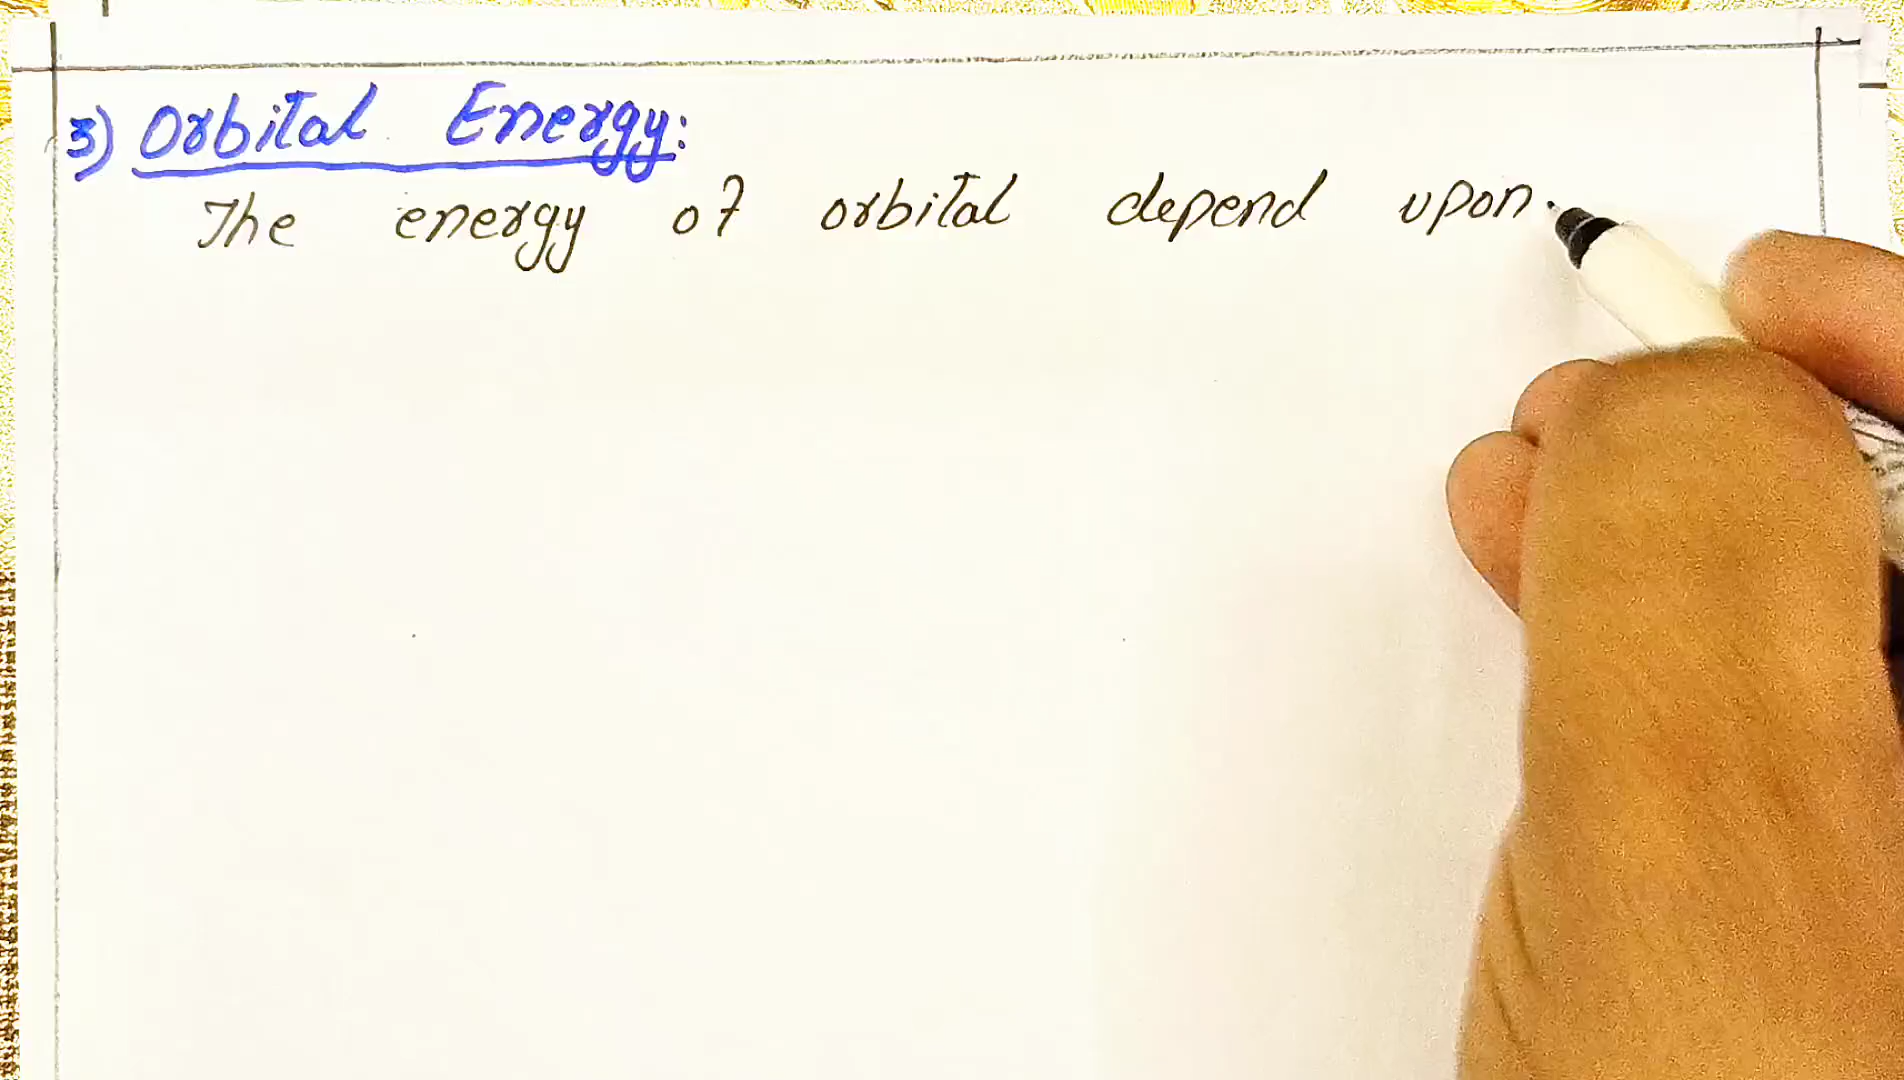 3) Orbital Energy:
The energy of orbital depend upon.